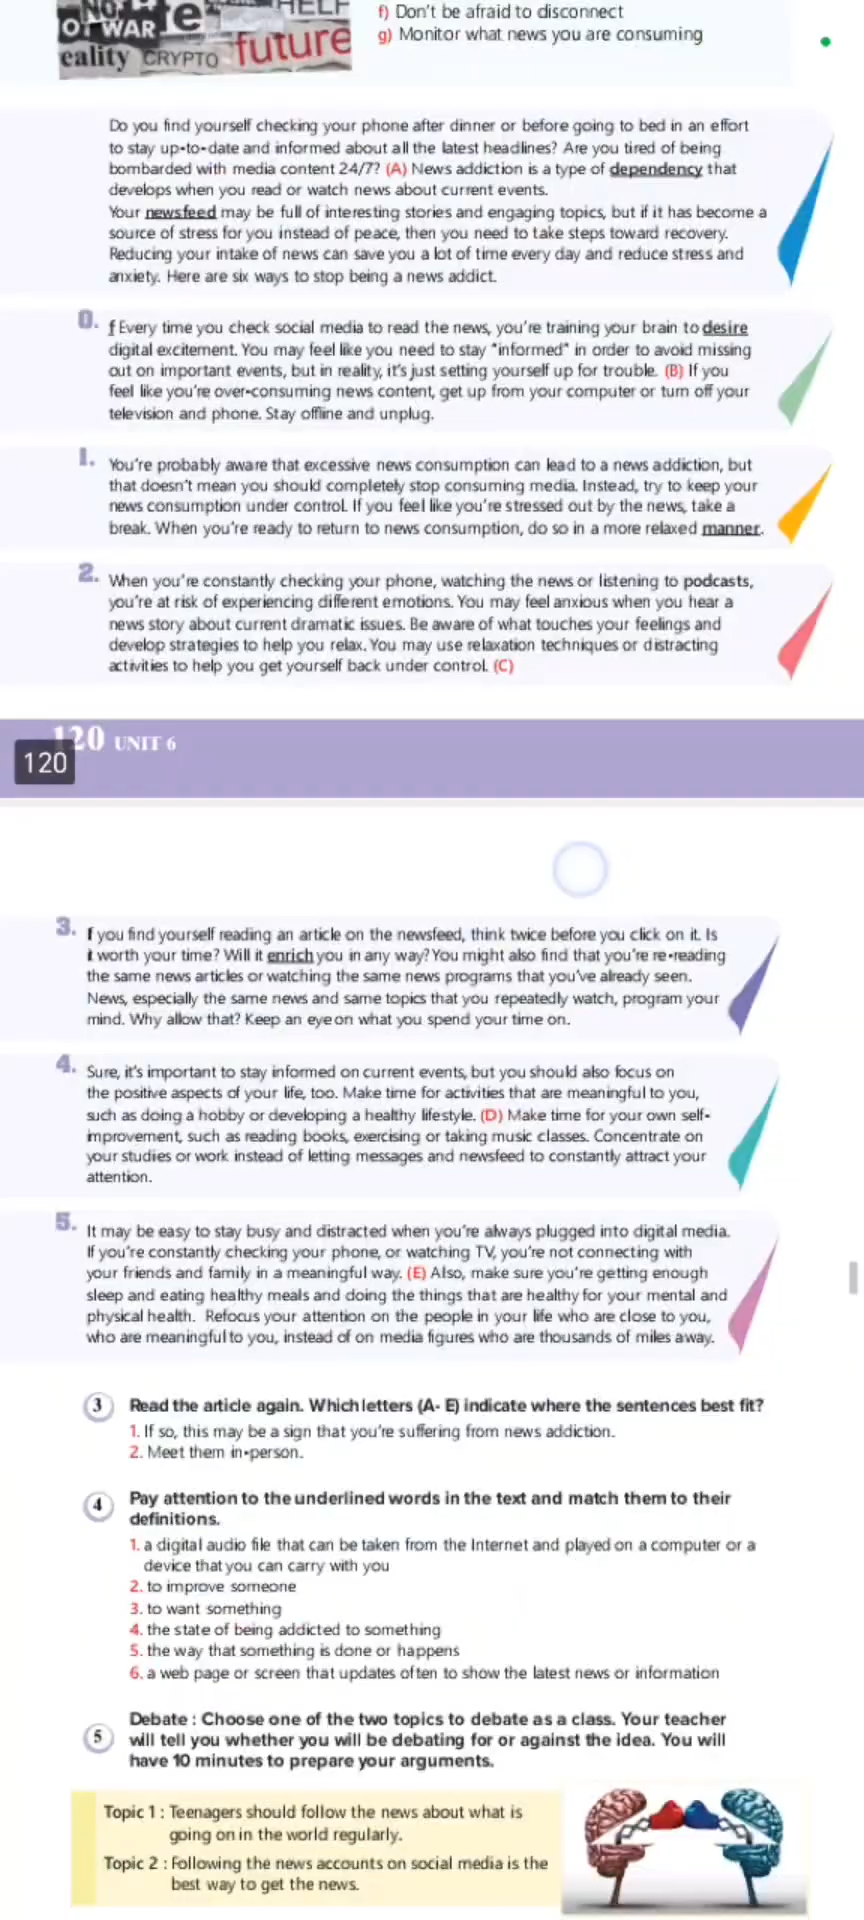 HELP
OF WAR
eality CRYPTO future
f) Don't be afraid to disconnect
g) Monitor what news you are consuming
Do you find yourself checking your phone after dinner or before going to bed in an effort
to stay up-to-date and informed about all the latest headlines? Are you tired of being
bombarded with media content 24/7? (A) News addiction is a type of dependency that
develops when you read or watch news about current events.
Your newsfeed may be full of interesting stories and engaging topics, but if it has become a
source of stress for you instead of peace, then you need to take steps toward recovery.
Reducing your intake of news can save you a lot of time every day and reduce stress and
anxiety. Here are six ways to stop being a news addict.
0. f Every time you check social media to read the news, you're training your brain to desire
digital excitement. You may feel like you need to stay "informed" in order to avoid missing
out on important events, but in reality, it's just setting yourself up for trouble. (B) If you
feel like you're over-consuming news content, get up from your computer or turn off your
television and phone. Stay offline and unplug.
1. You're probably aware that excessive news consumption can lead to a news addiction, but
that doesn't mean you should completely stop consuming media. Instead, try to keep your
news consumption under control. If you feel like you're stressed out by the news, take a
break. When you're ready to return to news consumption, do so in a more relaxed manner.
2. When you're constantly checking your phone, watching the news or listening to podcasts,
you're at risk of experiencing different emotions. You may feel anxious when you hear a
news story about current dramatic issues. Be aware of what touches your feelings and
develop strategies to help you relax. You may use relaxation techniques or distracting
activities to help you get yourself back under control. (C)
120 UNIT 6
120
3. f you find yourself reading an article on the newsfeed, think twice before you click on it. Is
it worth your time? Will it enrich you in any way? You might also find that you're re-reading
the same news articles or watching the same news programs that you've already seen.
News, especially the same news and same topics that you repeatedly watch, program your
mind. Why allow that? Keep an eye on what you spend your time on.
4. Sure, it's important to stay informed on current events, but you should also focus on
the positive aspects of your life, too. Make time for activities that are meaningful to you,
such as doing a hobby or developing a healthy lifestyle. (D) Make time for your own self-
improvement, such as reading books, exercising or taking music classes. Concentrate on
your studies or work instead of letting messages and newsfeed to constantly attract your
attention.
5. It may be easy to stay busy and distracted when you're always plugged into digital media.
If you're constantly checking your phone, or watching TV, you're not connecting with
your friends and family in a meaningful way. (E) Also, make sure you're getting enough
sleep and eating healthy meals and doing the things that are healthy for your mental and
physical health. Refocus your attention on the people in your life who are close to you,
who are meaningful to you, instead of on media figures who are thousands of miles away.
3 Read the article again. Which letters (A- E) indicate where the sentences best fit?
1. If so, this may be a sign that you're suffering from news addiction.
2. Meet them in-person.
4 Pay attention to the underlined words in the text and match them to their
definitions.
1. a digital audio file that can be taken from the Internet and played on a computer or a
device that you can carry with you
2. to improve someone
3. to want something
4. the state of being addicted to something
5. the way that something is done or happens
6. a web page or screen that updates often to show the latest news or information
5 Debate : Choose one of the two topics to debate as a class. Your teacher
will tell you whether you will be debating for or against the idea. You will
have 10 minutes to prepare your arguments.
Topic 1 : Teenagers should follow the news about what is
going on in the world regularly.
Topic 2 : Following the news accounts on social media is the
best way to get the news.